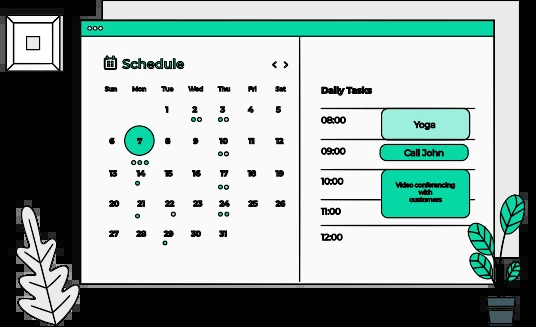 Schedule
Sun Mon Tue Wed Thu Fri Sat
1 2 3 4 5
6 7 8 9 10 11 12
13 14 15 16 17 18 19
20 21 22 23 24 25 26
27 28 29 30 31
Daily Tasks
08:00
Yoga
09:00
Call John
10:00
Video conferencing
with
customers
11:00
12:00